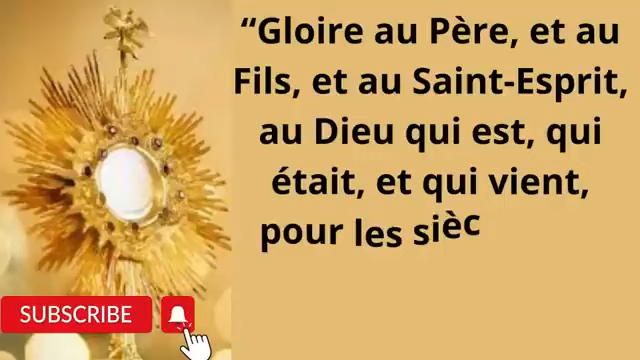 “Gloire au Père, et au
Fils, et au Saint-Esprit,
au Dieu qui est, qui
était, et qui vient,
pour les sièc
SUBSCRIBE